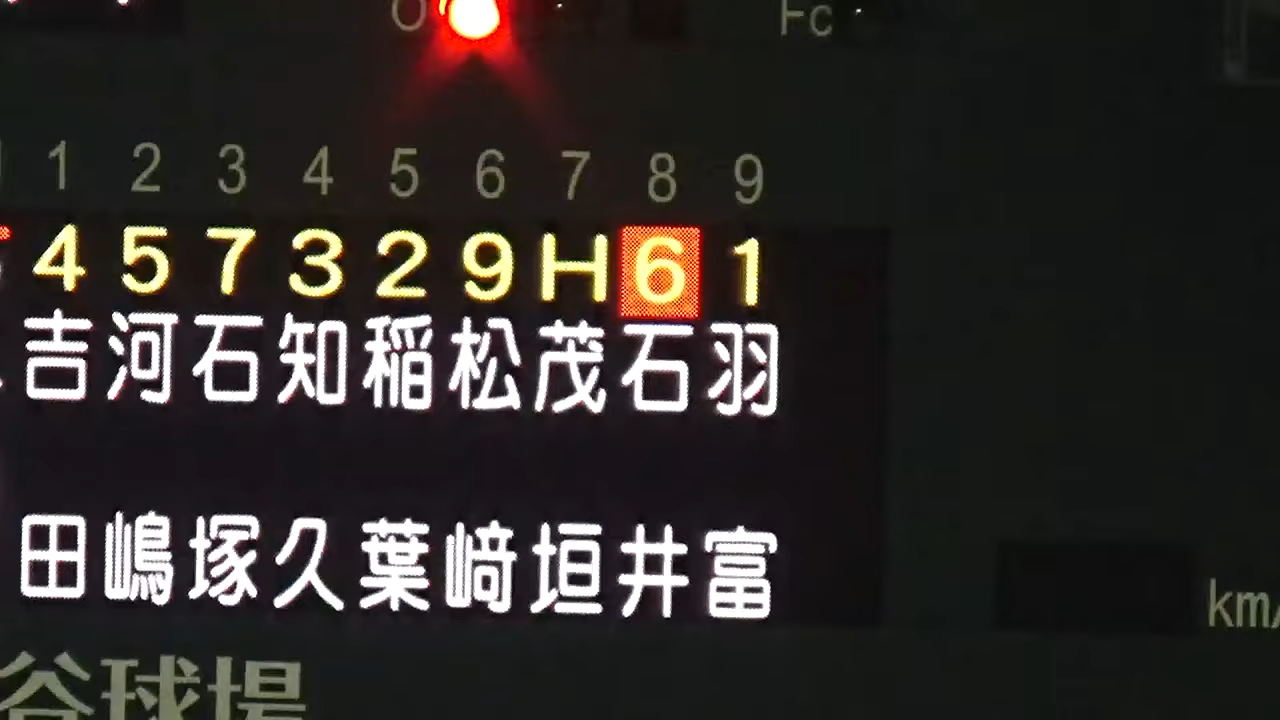 O Fc
1 2 3 4 5 6 7 8 9
4 5 7 3 2 9 H 6 1
吉 河 石 知 稲 松 茂 石 羽
田 嶋 塚 久 葉 﨑 垣 井 富
km/
谷球場